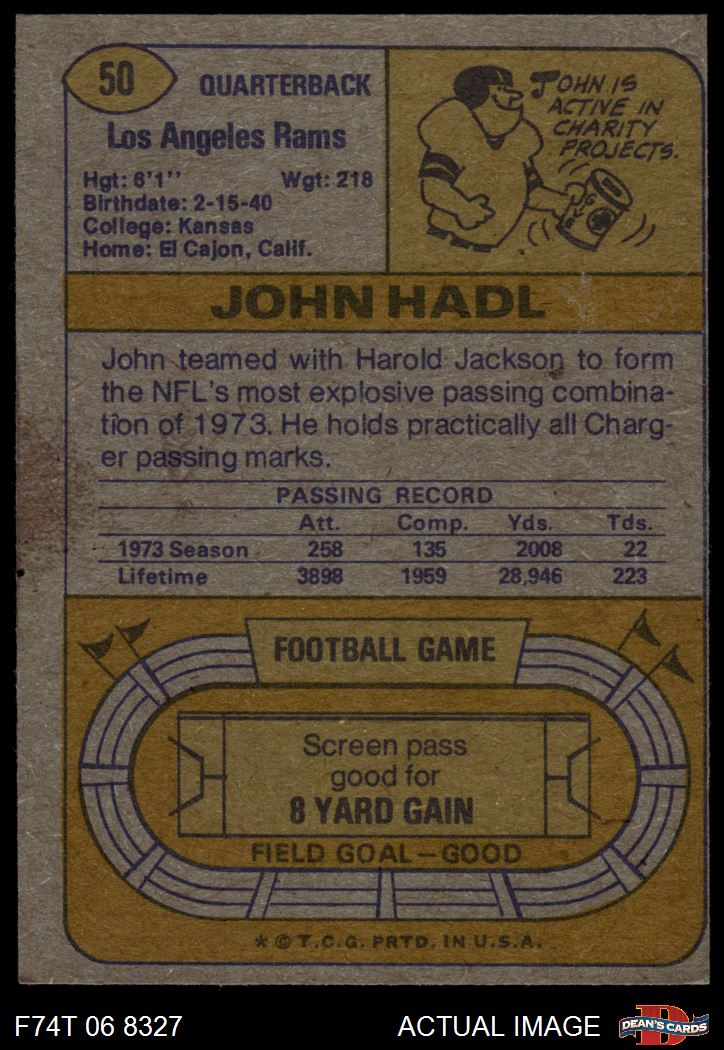 50
QUARTERBACK
Los Angeles Rams
Hgt: 6'1'' Wgt: 218
Birthdate: 2-15-40
College: Kansas
Home: El Cajon, Calif.
JOHN IS
ACTIVE IN
CHARITY
PROJECTS.
JOHN HADL
John teamed with Harold Jackson to form
the NFL's most explosive passing combina-
tion of 1973. He holds practically all Charg-
er passing marks.
PASSING RECORD
Att. Comp. Yds. Tds.
1973 Season 258 135 2008 22
Lifetime 3898 1959 28,946 223
FOOTBALL GAME
Screen pass
good for
8 YARD GAIN
FIELD GOAL—GOOD
* © T.C.G. PRTD. IN U.S.A.
F74T 06 8327 ACTUAL IMAGE
D
DEAN'S CARDS